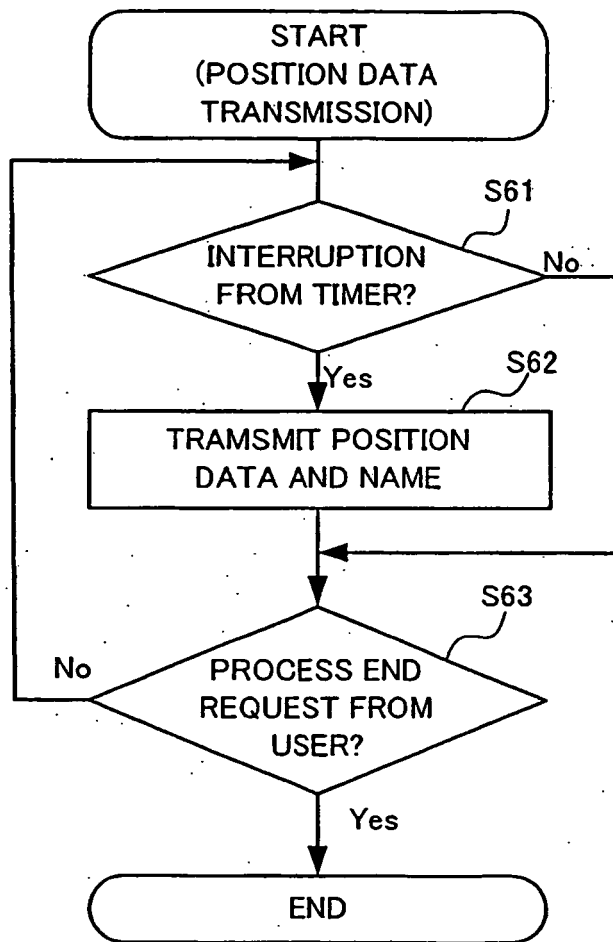 START
(POSITION DATA
TRANSMISSION)
S61
INTERRUPTION
FROM TIMER?
No
Yes
S62
TRAMSMIT POSITION
DATA AND NAME
S63
No
PROCESS END
REQUEST FROM
USER?
Yes
END